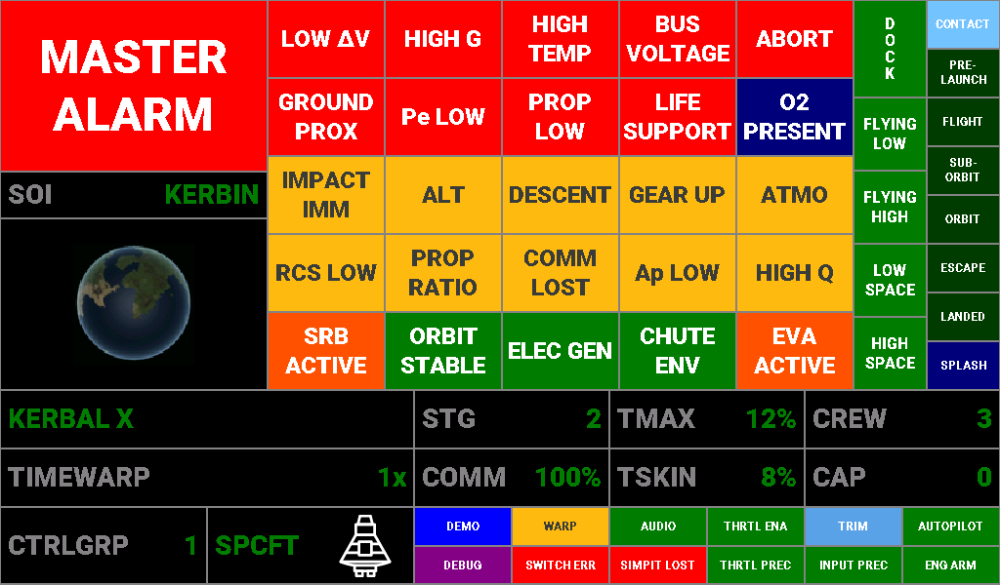 MASTER
ALARM
LOW ΔV
HIGH G
HIGH
TEMP
BUS
VOLTAGE
ABORT
GROUND
PROX
Pe LOW
PROP
LOW
LIFE
SUPPORT
O2
PRESENT
IMPACT
IMM
ALT
DESCENT
GEAR UP
ATMO
RCS LOW
PROP
RATIO
COMM
LOST
Ap LOW
HIGH Q
SRB
ACTIVE
ORBIT
STABLE
ELEC GEN
CHUTE
ENV
EVA
ACTIVE
D
O
C
K
FLYING
LOW
FLYING
HIGH
LOW
SPACE
HIGH
SPACE
CONTACT
PRE-
LAUNCH
FLIGHT
SUB-
ORBIT
ORBIT
ESCAPE
LANDED
SPLASH
SOI KERBIN
KERBAL X
STG 2
TMAX 12%
CREW 3
TIMEWARP 1x
COMM 100%
TSKIN 8%
CAP 0
CTRLGRP 1
SPCFT
DEMO
WARP
AUDIO
THRTL ENA
TRIM
AUTOPILOT
DEBUG
SWITCH ERR
SIMPIT LOST
THRTL PREC
INPUT PREC
ENG ARM